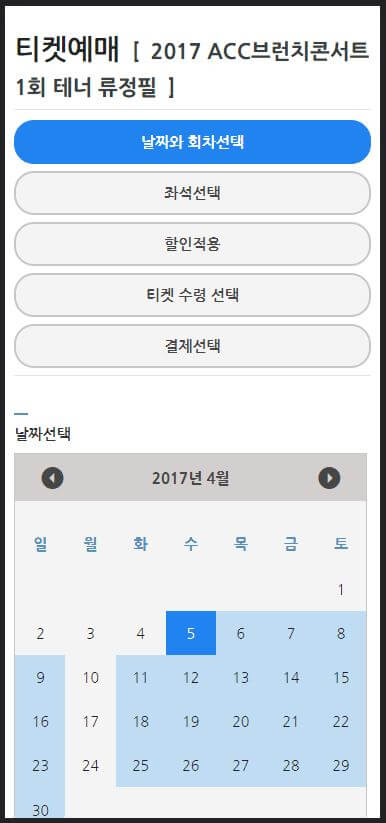 티켓예매 [ 2017 ACC브런치콘서트
1회 테너 류정필 ]
날짜와 회차선택
좌석선택
할인적용
티켓 수령 선택
결제선택
날짜선택
2017년 4월
일 월 화 수 목 금 토
1
2 3 4 5 6 7 8
9 10 11 12 13 14 15
16 17 18 19 20 21 22
23 24 25 26 27 28 29
30